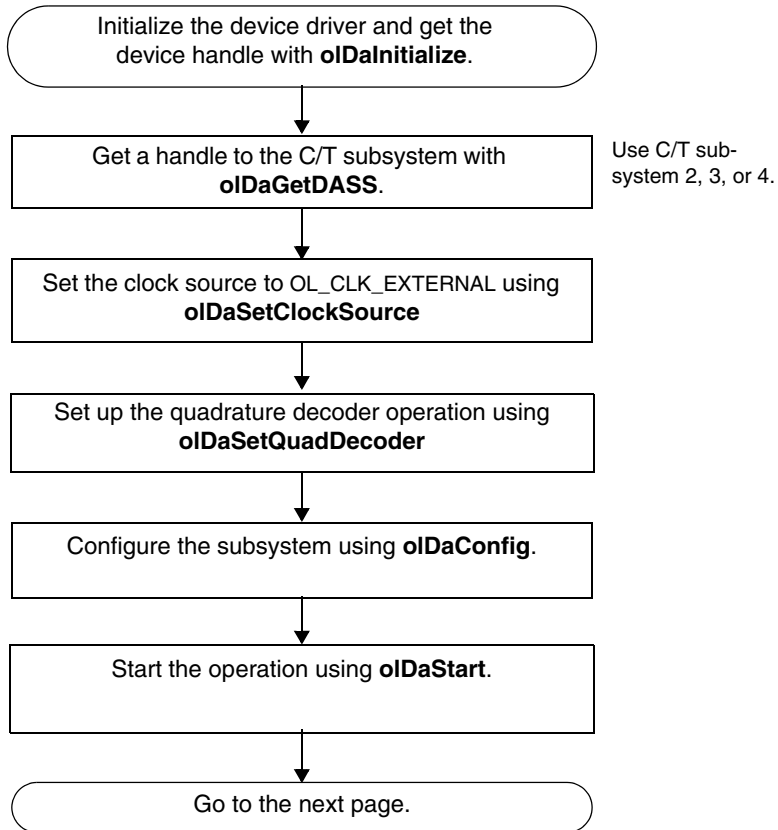 Initialize the device driver and get the
device handle with olDaInitialize.
Get a handle to the C/T subsystem with
olDaGetDASS.
Use C/T sub-
system 2, 3, or 4.
Set the clock source to OL_CLK_EXTERNAL using
olDaSetClockSource
Set up the quadrature decoder operation using
olDaSetQuadDecoder
Configure the subsystem using olDaConfig.
Start the operation using olDaStart.
Go to the next page.